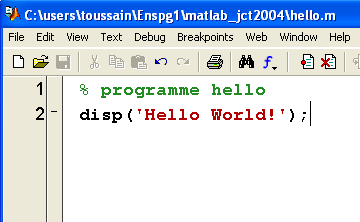 C:\users\toussain\Enspg1\matlab_jct2004\hello.m
File Edit View Text Debug Breakpoints Web Window Help
1 % programme hello
2 - disp('Hello World!');